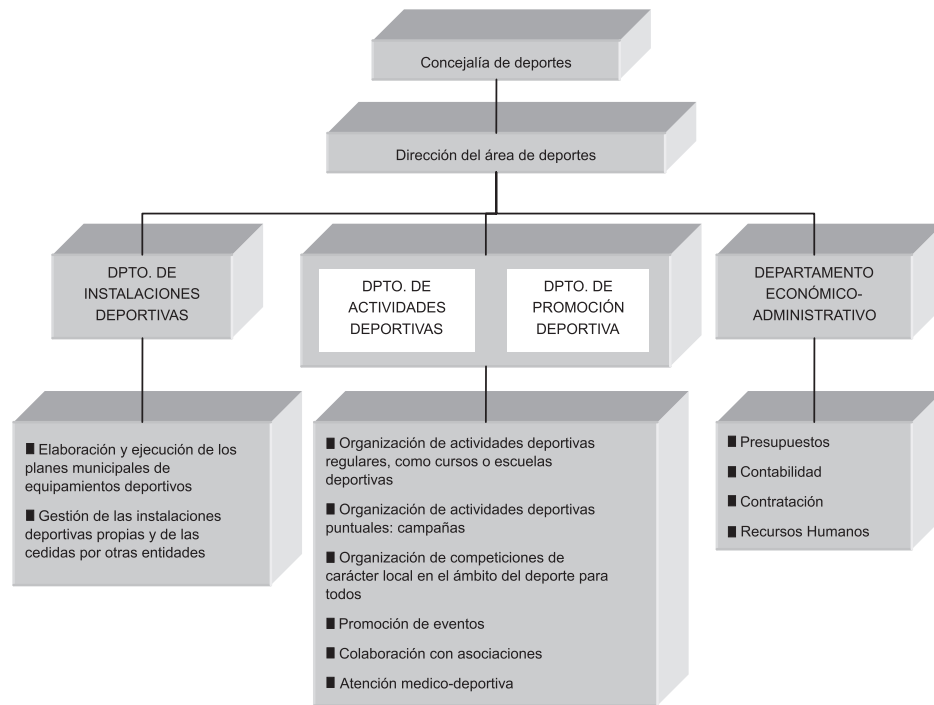 Concejalía de deportes
Dirección del área de deportes
DPTO. DE
INSTALACIONES
DEPORTIVAS
DPTO. DE
ACTIVIDADES
DEPORTIVAS
DPTO. DE
PROMOCIÓN
DEPORTIVA
DEPARTAMENTO
ECONÓMICO-
ADMINISTRATIVO
■ Elaboración y ejecución de los
planes municipales de
equipamientos deportivos
■ Gestión de las instalaciones
deportivas propias y de las
cedidas por otras entidades
■ Organización de actividades deportivas
regulares, como cursos o escuelas
deportivas
■ Organización de actividades deportivas
puntuales: campañas
■ Organización de competiciones de
carácter local en el ámbito del deporte para
todos
■ Promoción de eventos
■ Colaboración con asociaciones
■ Atención medico-deportiva
■ Presupuestos
■ Contabilidad
■ Contratación
■ Recursos Humanos